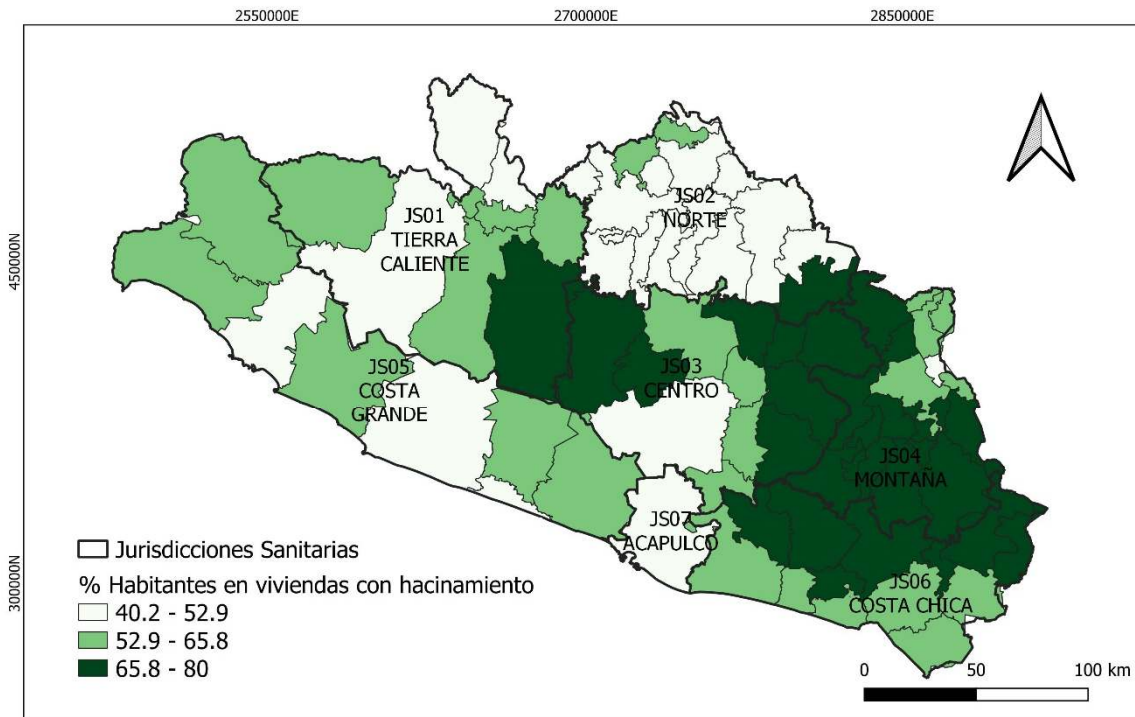 2550000E
2700000E
2850000E
4500000N
300000N
JS01
TIERRA
CALIENTE
JS02
NORTE
JS03
CENTRO
JS05
COSTA
GRANDE
JS04
MONTAÑA
JS07
ACAPULCO
JS06
COSTA CHICA
Jurisdicciones Sanitarias
% Habitantes en viviendas con hacinamiento
40.2 - 52.9
52.9 - 65.8
65.8 - 80
0 50 100 km